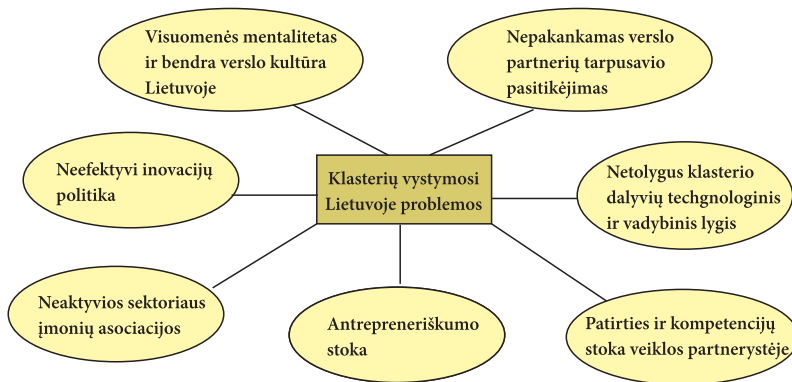 Visuomenės mentalitetas
ir bendra verslo kultūra
Lietuvoje
Nepakankamas verslo
partnerių tarpusavio
pasitikėjimas
Neefektyvi inovacijų
politika
Klasterių vystymosi
Lietuvoje problemos
Netolygus klasterio
dalyvių techgnologinis
ir vadybinis lygis
Neaktyvios sektoriaus
įmonių asociacijos
Antrepreneriškumo
stoka
Patirties ir kompetencijų
stoka veiklos partnerystėje